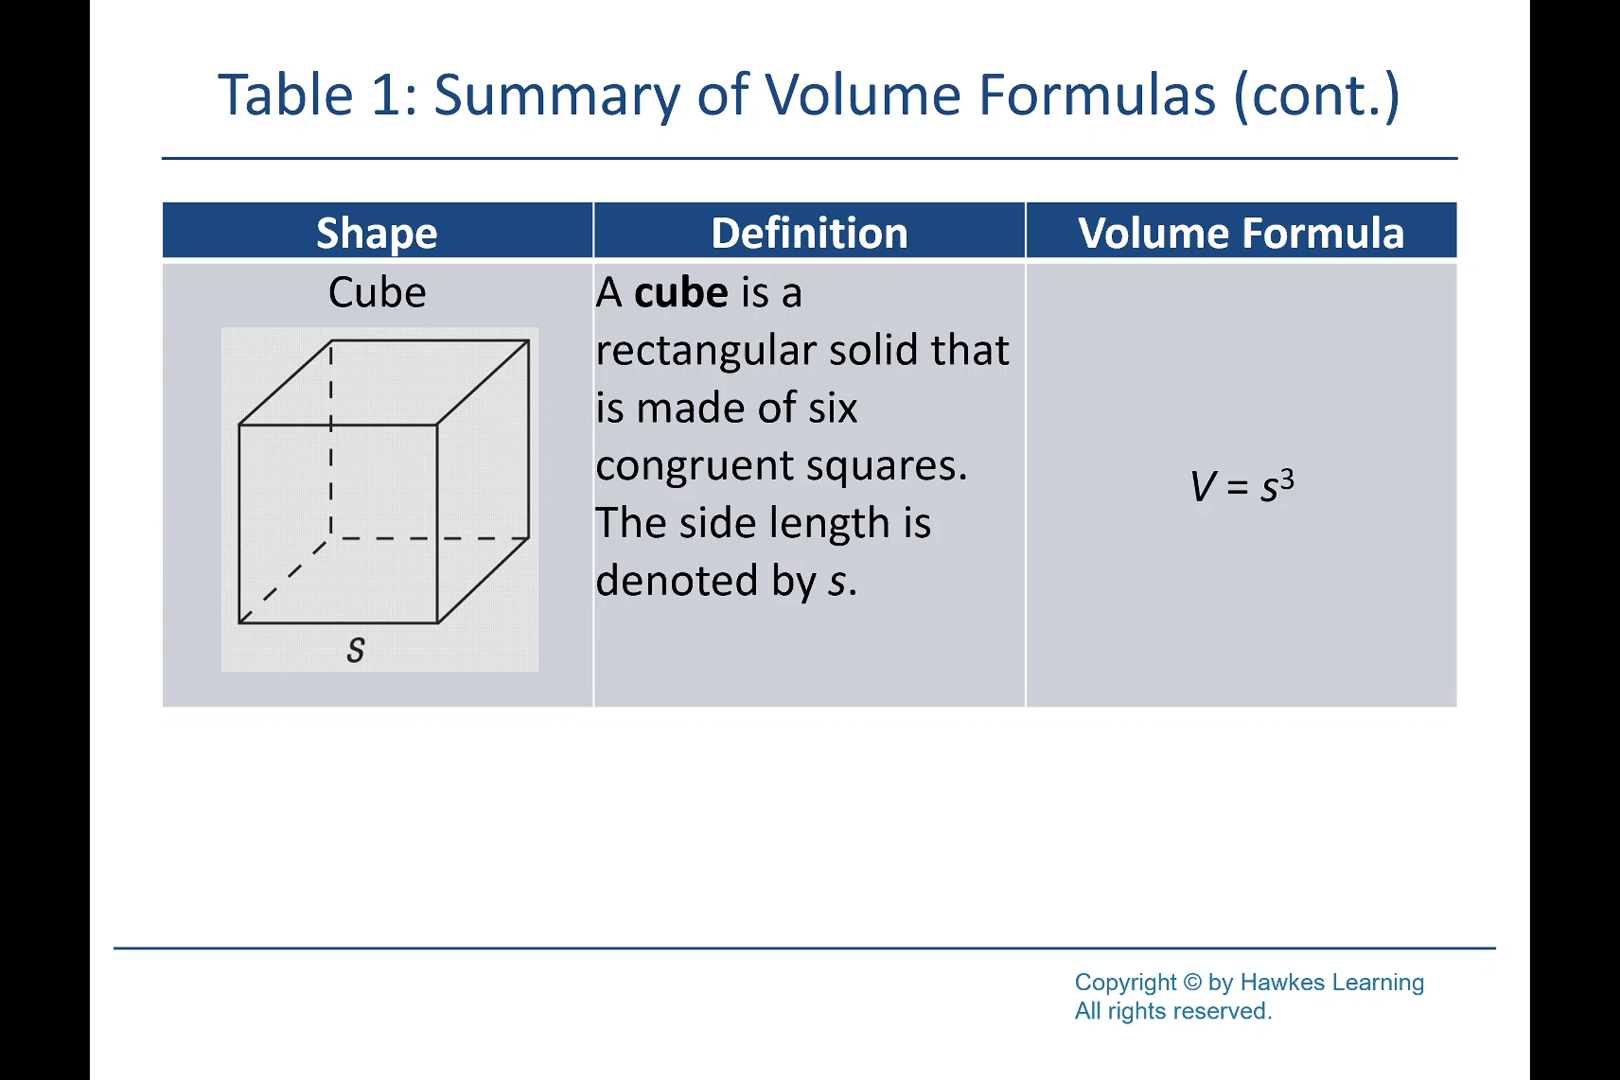 Table 1: Summary of Volume Formulas (cont.)
Shape Definition Volume Formula
Cube
s
A cube is a
rectangular solid that
is made of six
congruent squares.
The side length is
denoted by s.
V = s³
Copyright © by Hawkes Learning
All rights reserved.